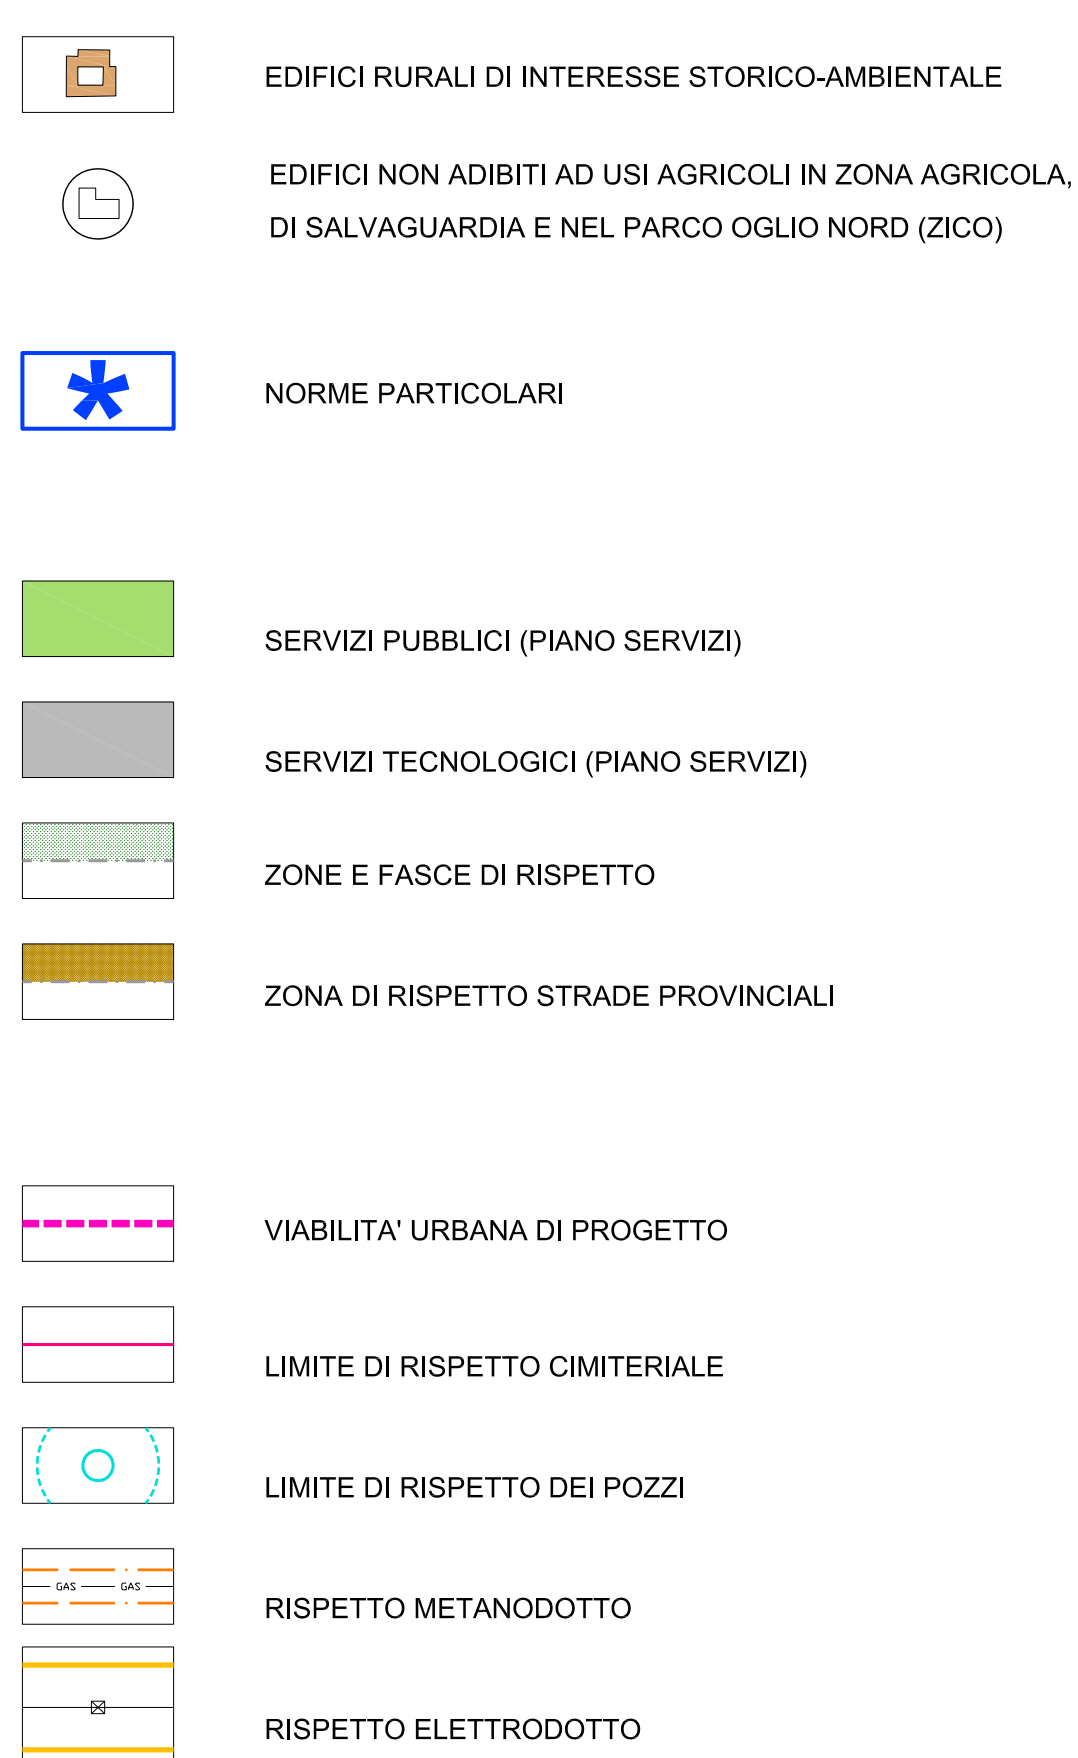 EDIFICI RURALI DI INTERESSE STORICO-AMBIENTALE
EDIFICI NON ADIBITI AD USI AGRICOLI IN ZONA AGRICOLA,
DI SALVAGUARDIA E NEL PARCO OGLIO NORD (ZICO)
NORME PARTICOLARI
SERVIZI PUBBLICI (PIANO SERVIZI)
SERVIZI TECNOLOGICI (PIANO SERVIZI)
ZONE E FASCE DI RISPETTO
ZONA DI RISPETTO STRADE PROVINCIALI
VIABILITA' URBANA DI PROGETTO
LIMITE DI RISPETTO CIMITERIALE
LIMITE DI RISPETTO DEI POZZI
GAS GAS
RISPETTO METANODOTTO
RISPETTO ELETTRODOTTO